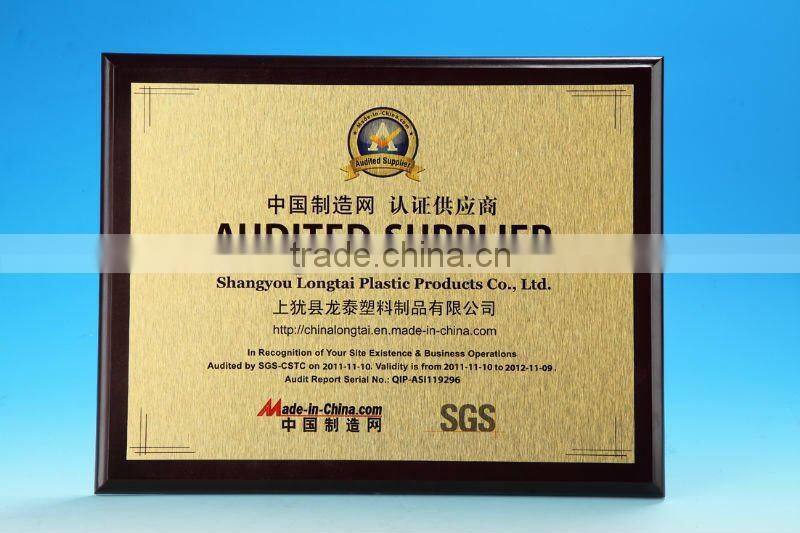 Made-in-China.com
Audited Supplier
中国制造网 认证供应商
AUDITED SUPPLIER
trade.china.cn
Shangyou Longtai Plastic Products Co., Ltd.
上犹县龙泰塑料制品有限公司
http://chinalongtai.en.made-in-china.com
In Recognition of Your Site Existence & Business Operations
Audited by SGS-CSTC on 2011-11-10. Validity is from 2011-11-10 to 2012-11-09.
Audit Report Serial No.: QIP-ASI119296
Made-in-China.com
中国制造网
SGS